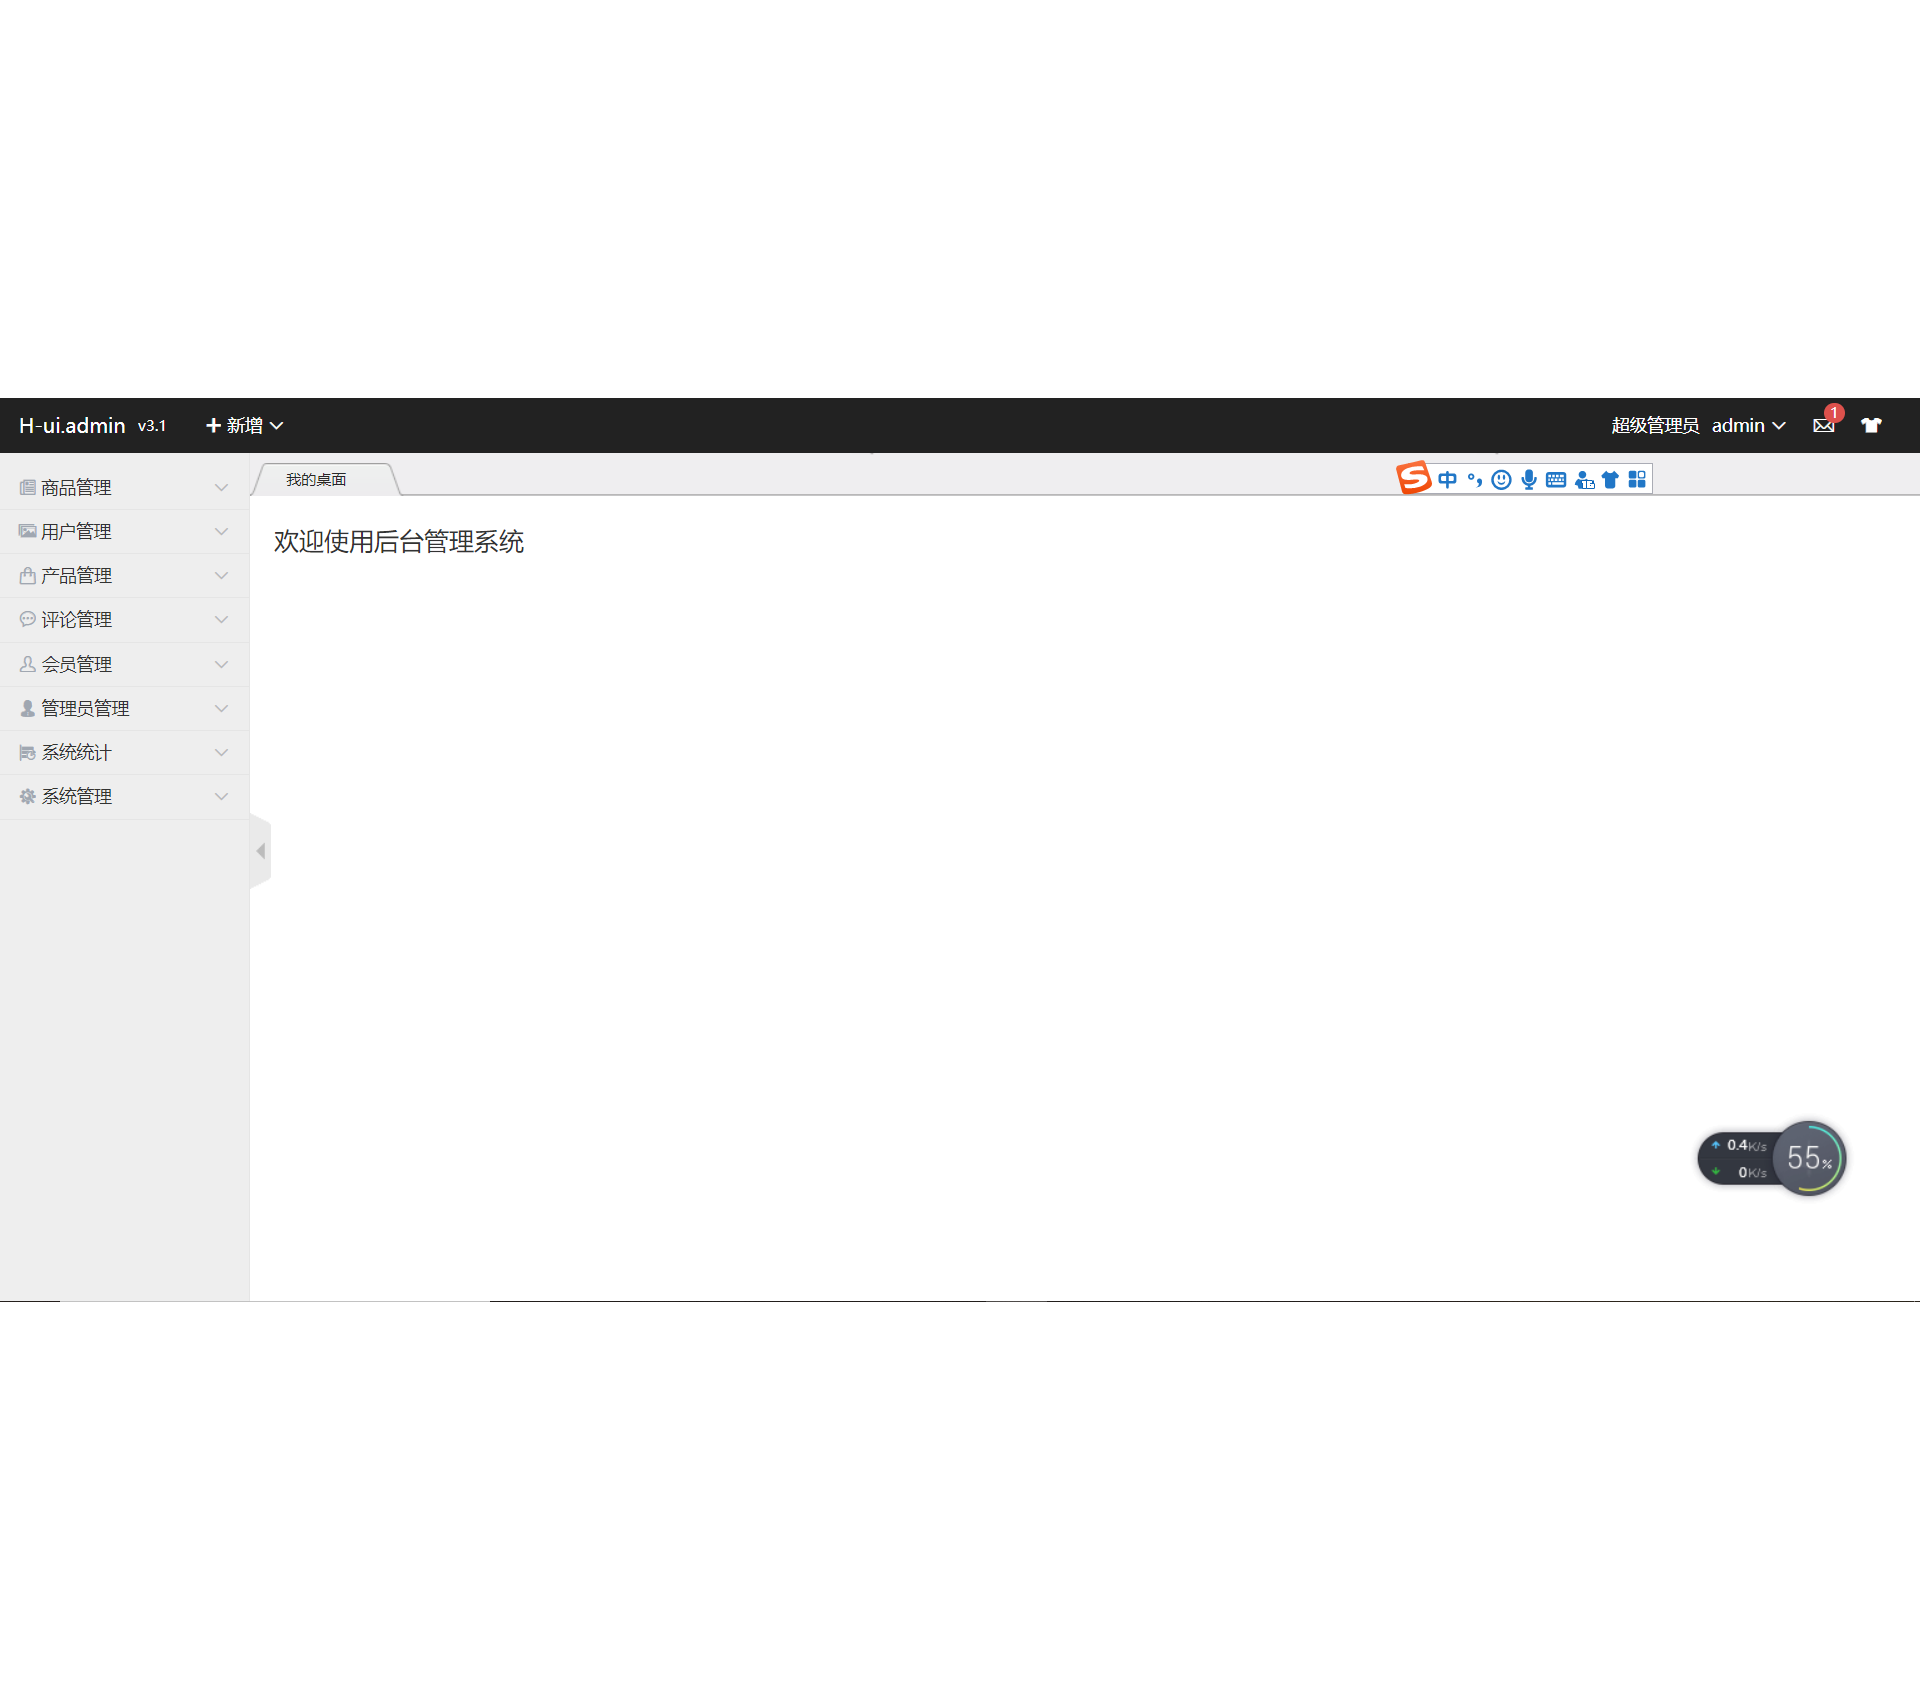 H-ui.admin v3.1 新增 超级管理员 admin 1
我的桌面 中
商品管理
用户管理
产品管理
评论管理
会员管理
管理员管理
系统统计
系统管理
欢迎使用后台管理系统
0.4K/s
0K/s
55%